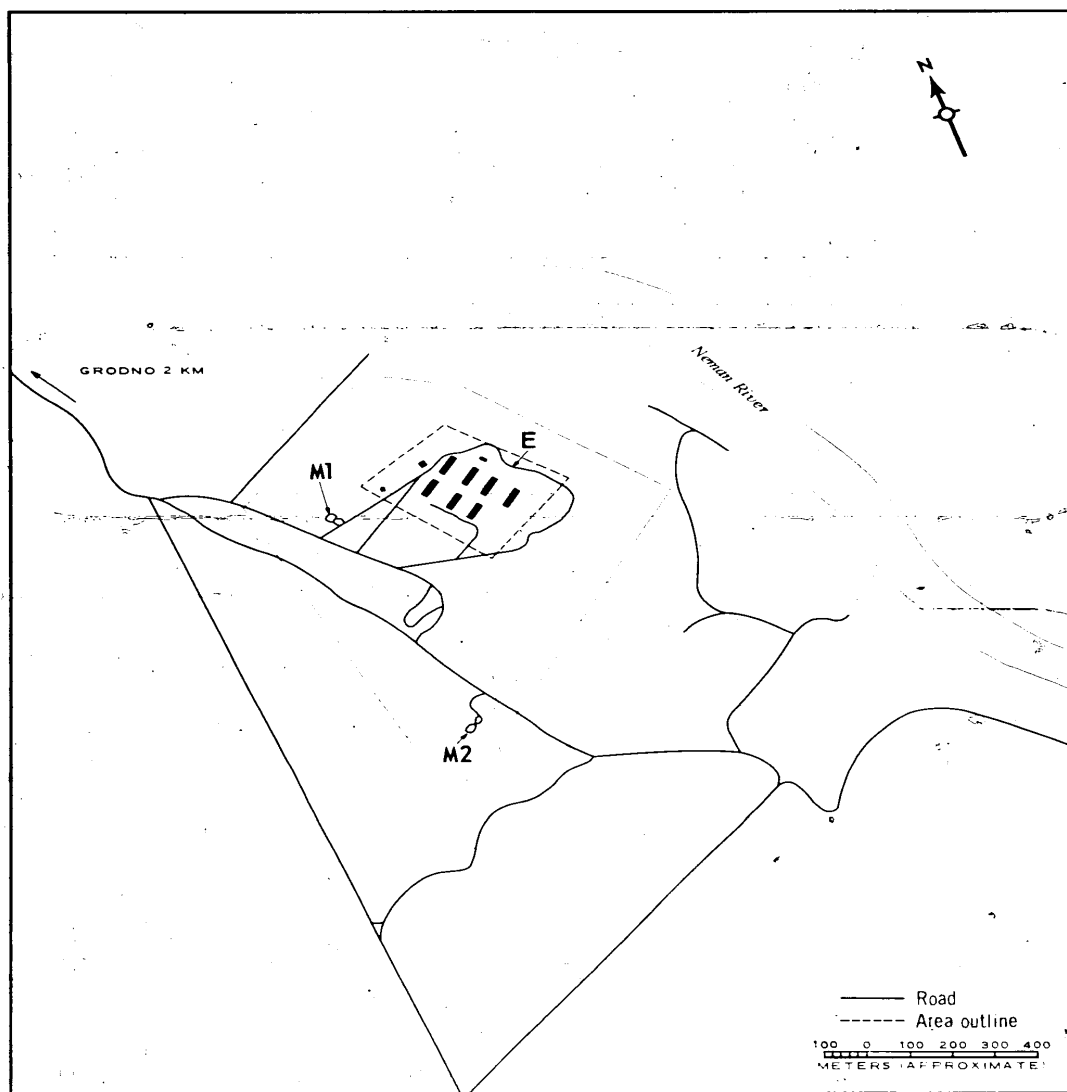 N
GRODNO 2 KM
Neman River
E
M1
M2
Road
Area outline
100 0 100 200 300 400
METERS (APPROXIMATE)